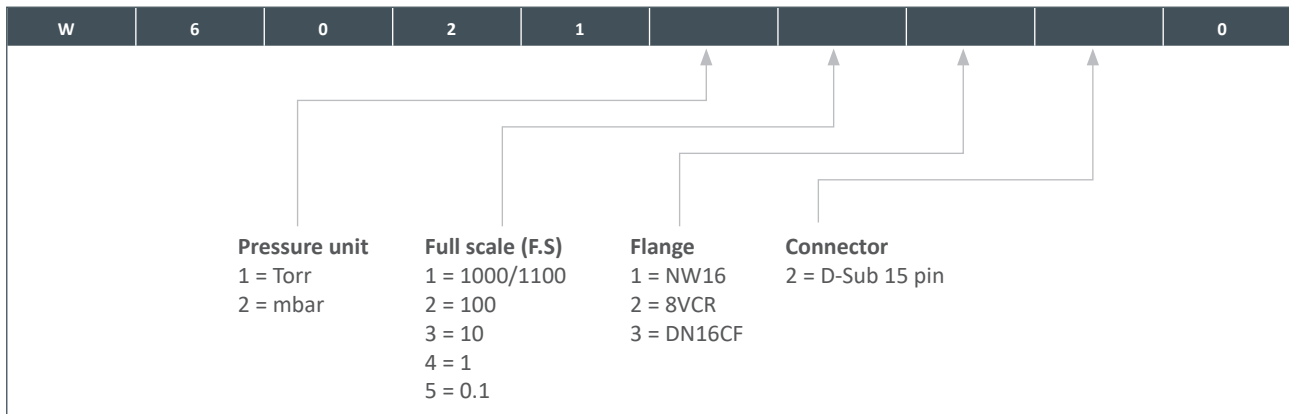 W 6 0 2 1 0
Pressure unit Full scale (F.S) Flange Connector
1 = Torr 1 = 1000/1100 1 = NW16 2 = D-Sub 15 pin
2 = mbar 2 = 100 2 = 8VCR
3 = 10 3 = DN16CF
4 = 1
5 = 0.1